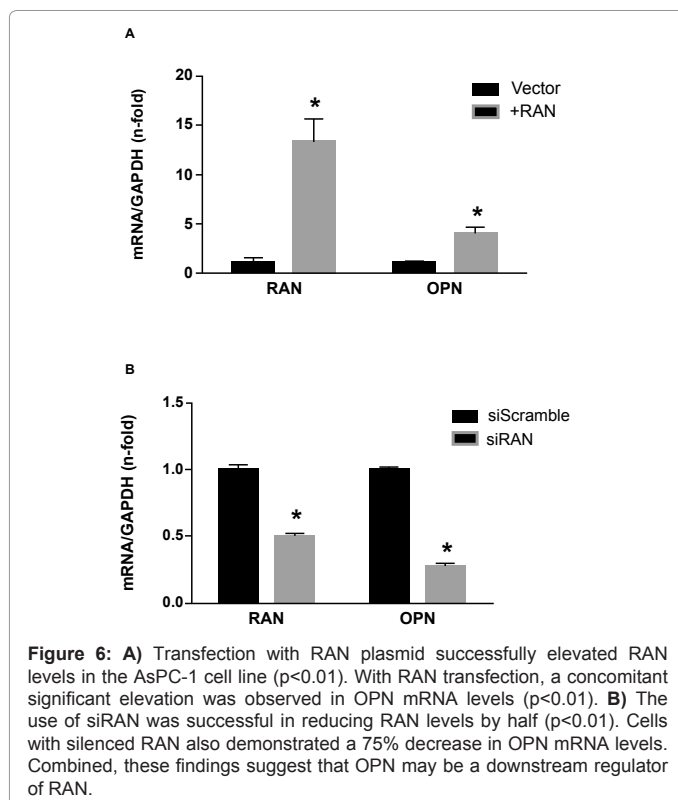 A
mRNA/GAPDH (n-fold)
20
15
10
5
0
*
*
Vector
+RAN
RAN
OPN
B
mRNA/GAPDH (n-fold)
1.5
1.0
0.5
0.0
*
*
siScramble
siRAN
RAN
OPN
Figure 6: A) Transfection with RAN plasmid successfully elevated RAN
levels in the AsPC-1 cell line (p<0.01). With RAN transfection, a concomitant
significant elevation was observed in OPN mRNA levels (p<0.01). B) The
use of siRAN was successful in reducing RAN levels by half (p<0.01). Cells
with silenced RAN also demonstrated a 75% decrease in OPN mRNA levels.
Combined, these findings suggest that OPN may be a downstream regulator
of RAN.